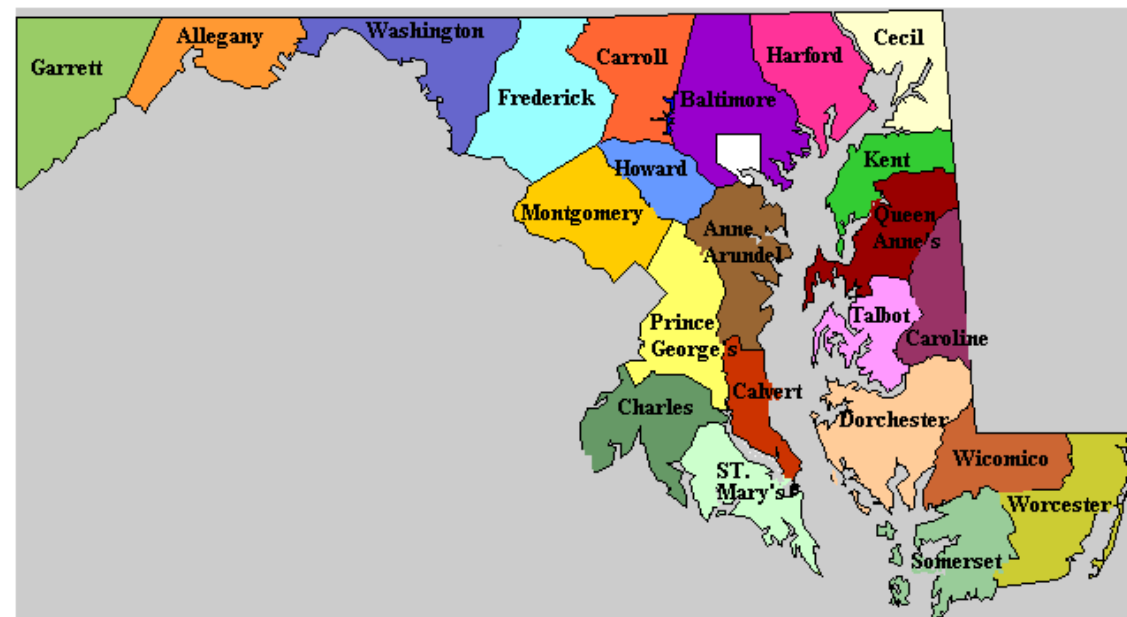 Garrett
Allegany
Washington
Frederick
Carroll
Baltimore
Harford
Cecil
Howard
Montgomery
Kent
Queen
Anne's
Anne
Arundel
Talbot
Caroline
Prince
George,s
Calvert
Charles
Dorchester
ST.
Mary's
Wicomico
Worcester
Somerset